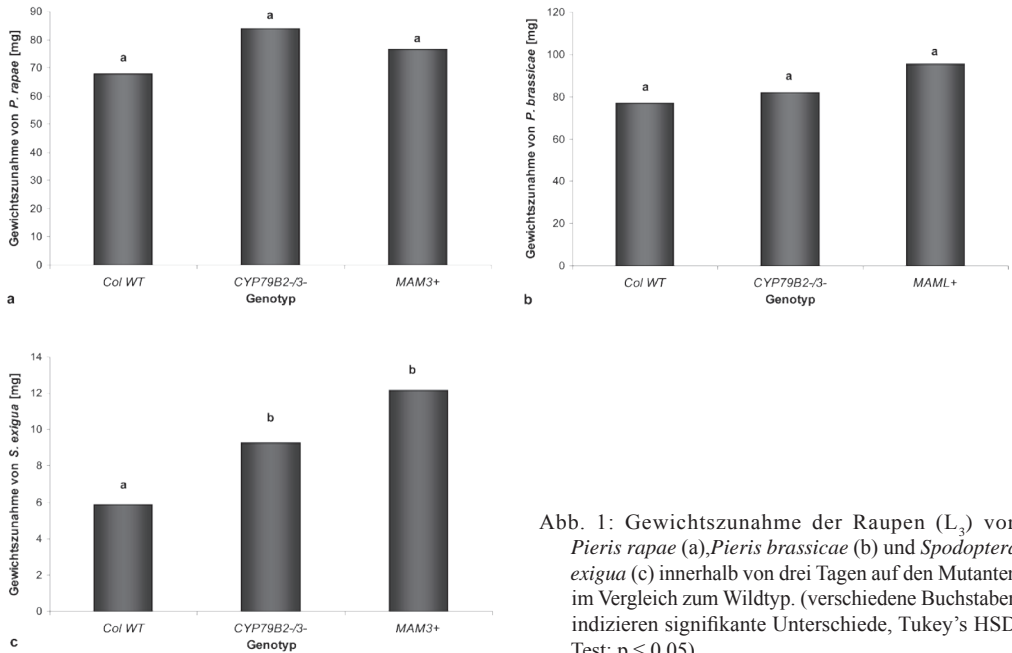 Gewichtszunahme von P. rapae [mg]
90
80
70
60
50
40
30
20
10
0
a
a
a
Col WT
CYP79B2-/3-
MAM3+
Genotyp
a
Gewichtszunahme von P. brassicae [mg]
120
100
80
60
40
20
0
a
a
a
Col WT
CYP79B2-/3-
MAML+
Genotyp
b
Gewichtszunahme von S. exigua [mg]
14
12
10
8
6
4
2
0
a
b
b
Col WT
CYP79B2-/3-
MAM3+
Genotyp
c
Abb. 1: Gewichtszunahme der Raupen (L3) von
Pieris rapae (a),Pieris brassicae (b) und Spodoptera
exigua (c) innerhalb von drei Tagen auf den Mutanten
im Vergleich zum Wildtyp. (verschiedene Buchstaben
indizieren signifikante Unterschiede, Tukey's HSD
Test: p ≤ 0.05)